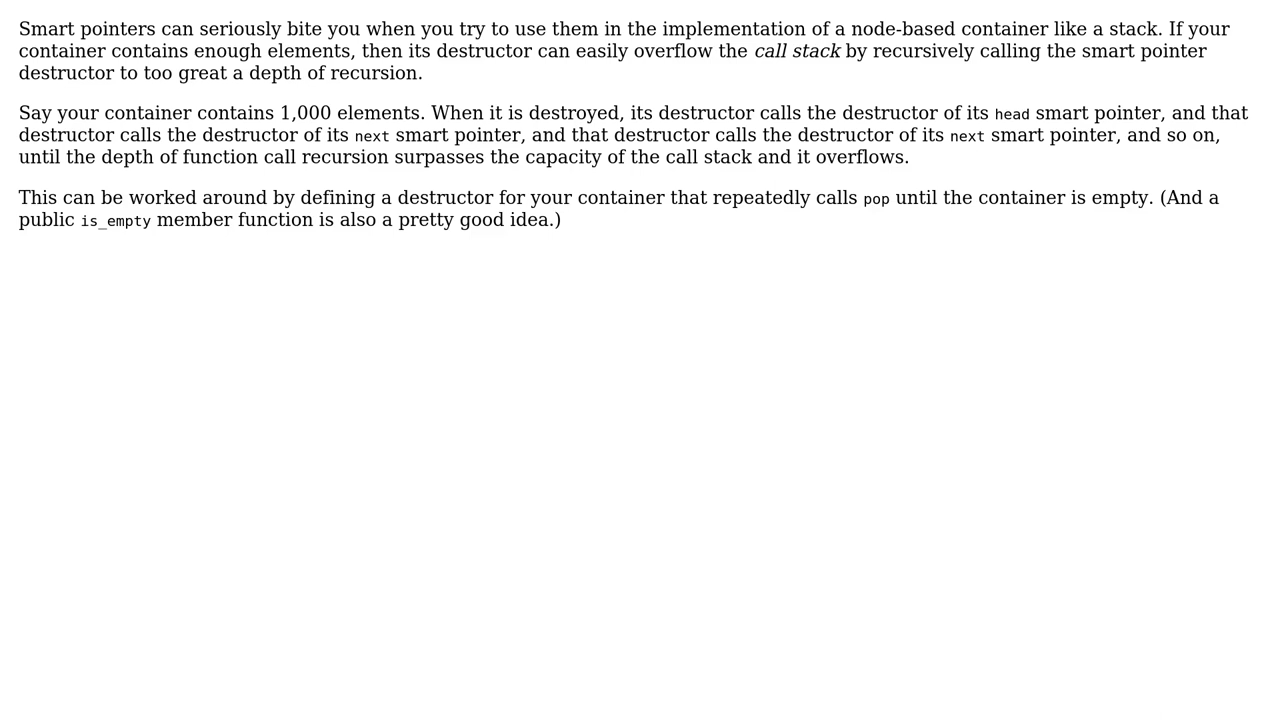 Smart pointers can seriously bite you when you try to use them in the implementation of a node-based container like a stack. If your
container contains enough elements, then its destructor can easily overflow the call stack by recursively calling the smart pointer
destructor to too great a depth of recursion.
Say your container contains 1,000 elements. When it is destroyed, its destructor calls the destructor of its head smart pointer, and that
destructor calls the destructor of its next smart pointer, and that destructor calls the destructor of its next smart pointer, and so on,
until the depth of function call recursion surpasses the capacity of the call stack and it overflows.
This can be worked around by defining a destructor for your container that repeatedly calls pop until the container is empty. (And a
public is_empty member function is also a pretty good idea.)